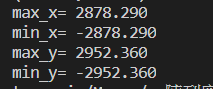 max_x= 2878.290
min_x= -2878.290
max_y= 2952.360
min_y= -2952.360